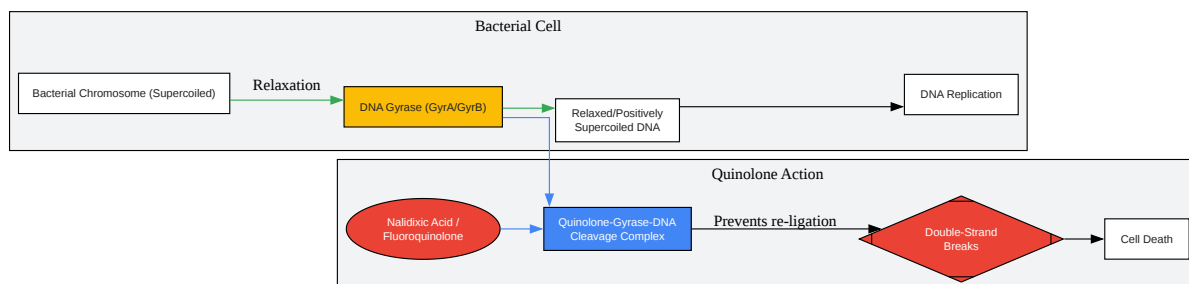 Bacterial Cell
Bacterial Chromosome (Supercoiled)
Relaxation
DNA Gyrase (GyrA/GyrB)
Relaxed/Positively
Supercoiled DNA
DNA Replication
Quinolone Action
Nalidixic Acid /
Fluoroquinolone
Quinolone-Gyrase-DNA
Cleavage Complex
Prevents re-ligation
Double-Strand
Breaks
Cell Death